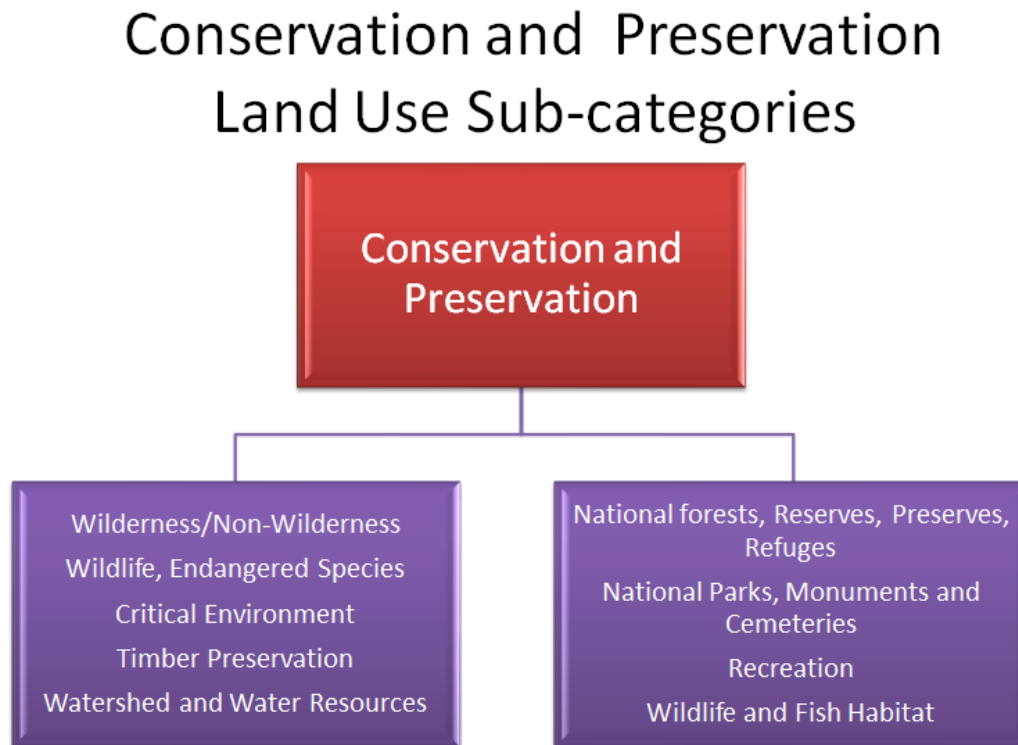 Conservation and Preservation
Land Use Sub-categories
Conservation and
Preservation
Wilderness/Non-Wilderness
Wildlife, Endangered Species
Critical Environment
Timber Preservation
Watershed and Water Resources
National forests, Reserves, Preserves,
Refuges
National Parks, Monuments and
Cemeteries
Recreation
Wildlife and Fish Habitat